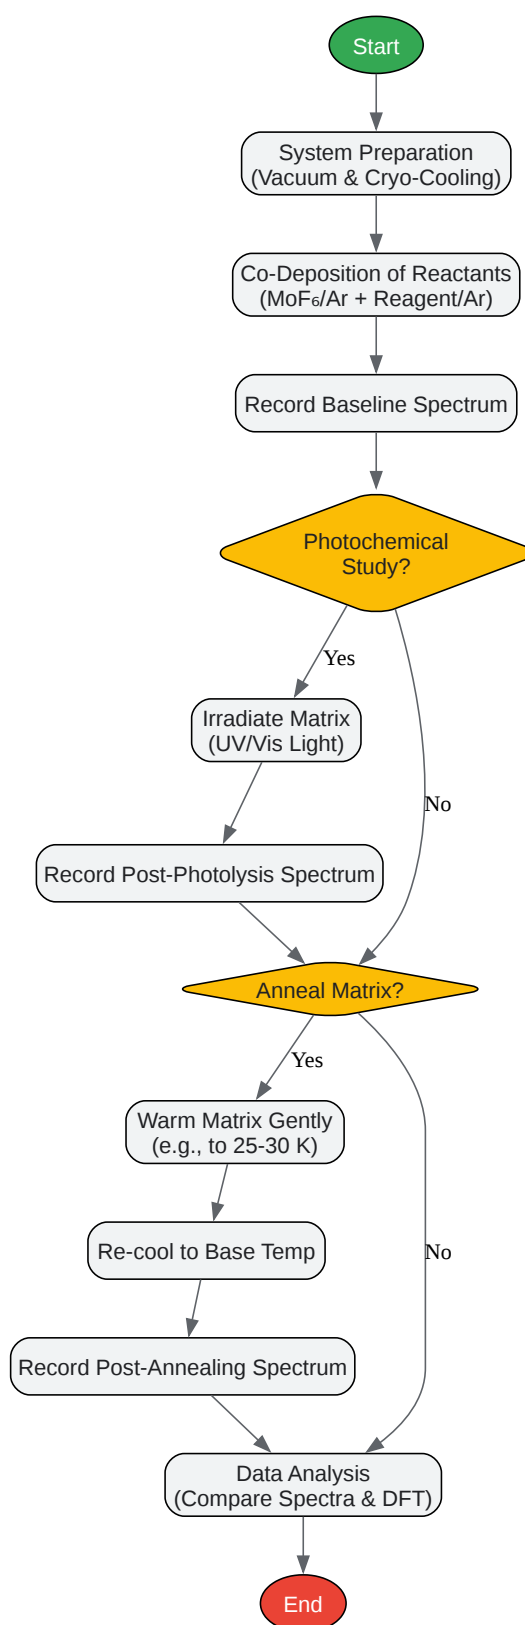 Start
System Preparation
(Vacuum & Cryo-Cooling)
Co-Deposition of Reactants
(MoF₆/Ar + Reagent/Ar)
Record Baseline Spectrum
Photochemical
Study?
Yes
Irradiate Matrix
(UV/Vis Light)
No
Record Post-Photolysis Spectrum
Anneal Matrix?
Yes
Warm Matrix Gently
(e.g., to 25-30 K)
Re-cool to Base Temp
No
Record Post-Annealing Spectrum
Data Analysis
(Compare Spectra & DFT)
End